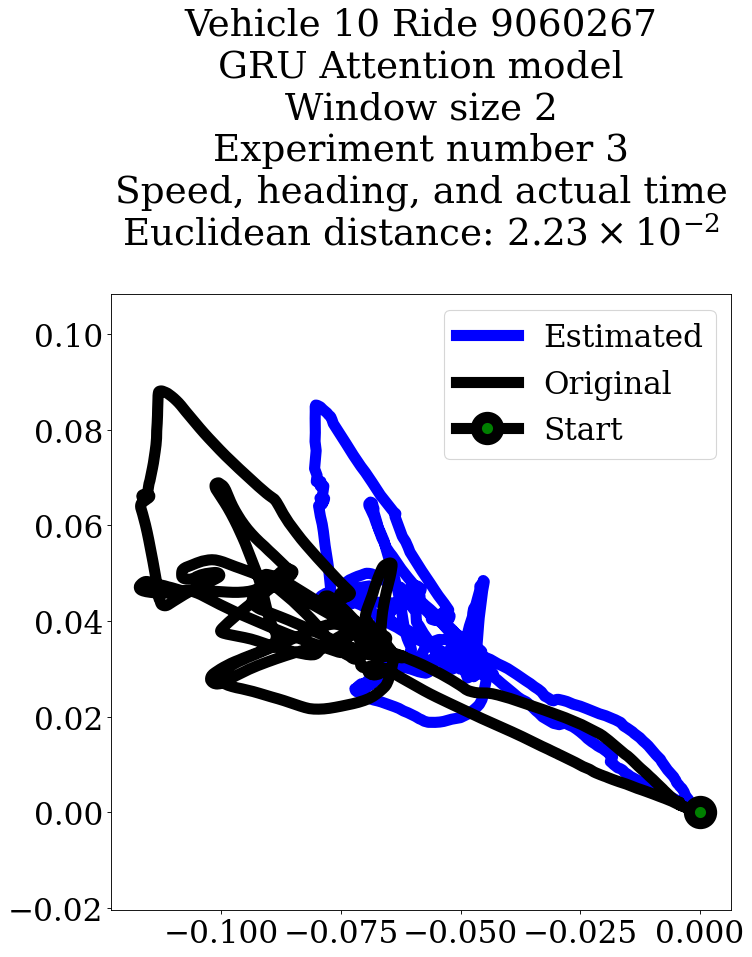 Vehicle 10 Ride 9060267
GRU Attention model
Window size 2
Experiment number 3
Speed, heading, and actual time
Euclidean distance: 2.23 × 10⁻²
Estimated
Original
Start
0.10
0.08
0.06
0.04
0.02
0.00
−0.02
−0.100 −0.075 −0.050 −0.025 0.000